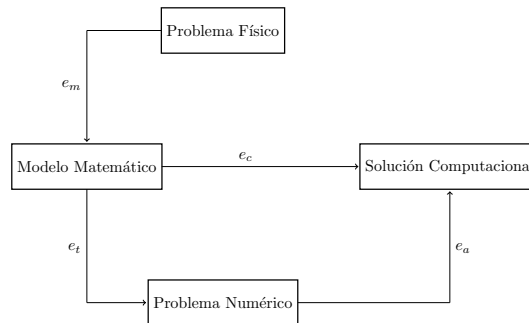 Problema Físico
e_m
Modelo Matemático
e_c
Solución Computaciona
e_t
e_a
Problema Numérico